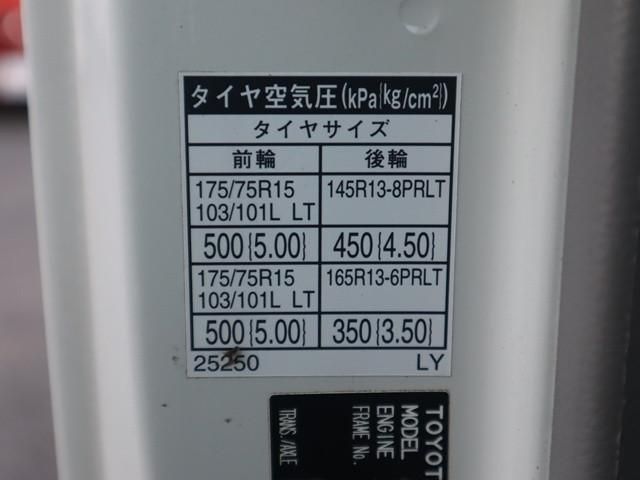 タイヤ空気圧(kPa{kg/cm²})
タイヤサイズ
前輪 後輪
175/75R15 145R13-8PRLT
103/101L LT
500{5.00} 450{4.50}
175/75R15 165R13-6PRLT
103/101L LT
500{5.00} 350{3.50}
25250 LY
TOYOT
MODEL
ENGINE
FRAME No.
TRANS./AXLE